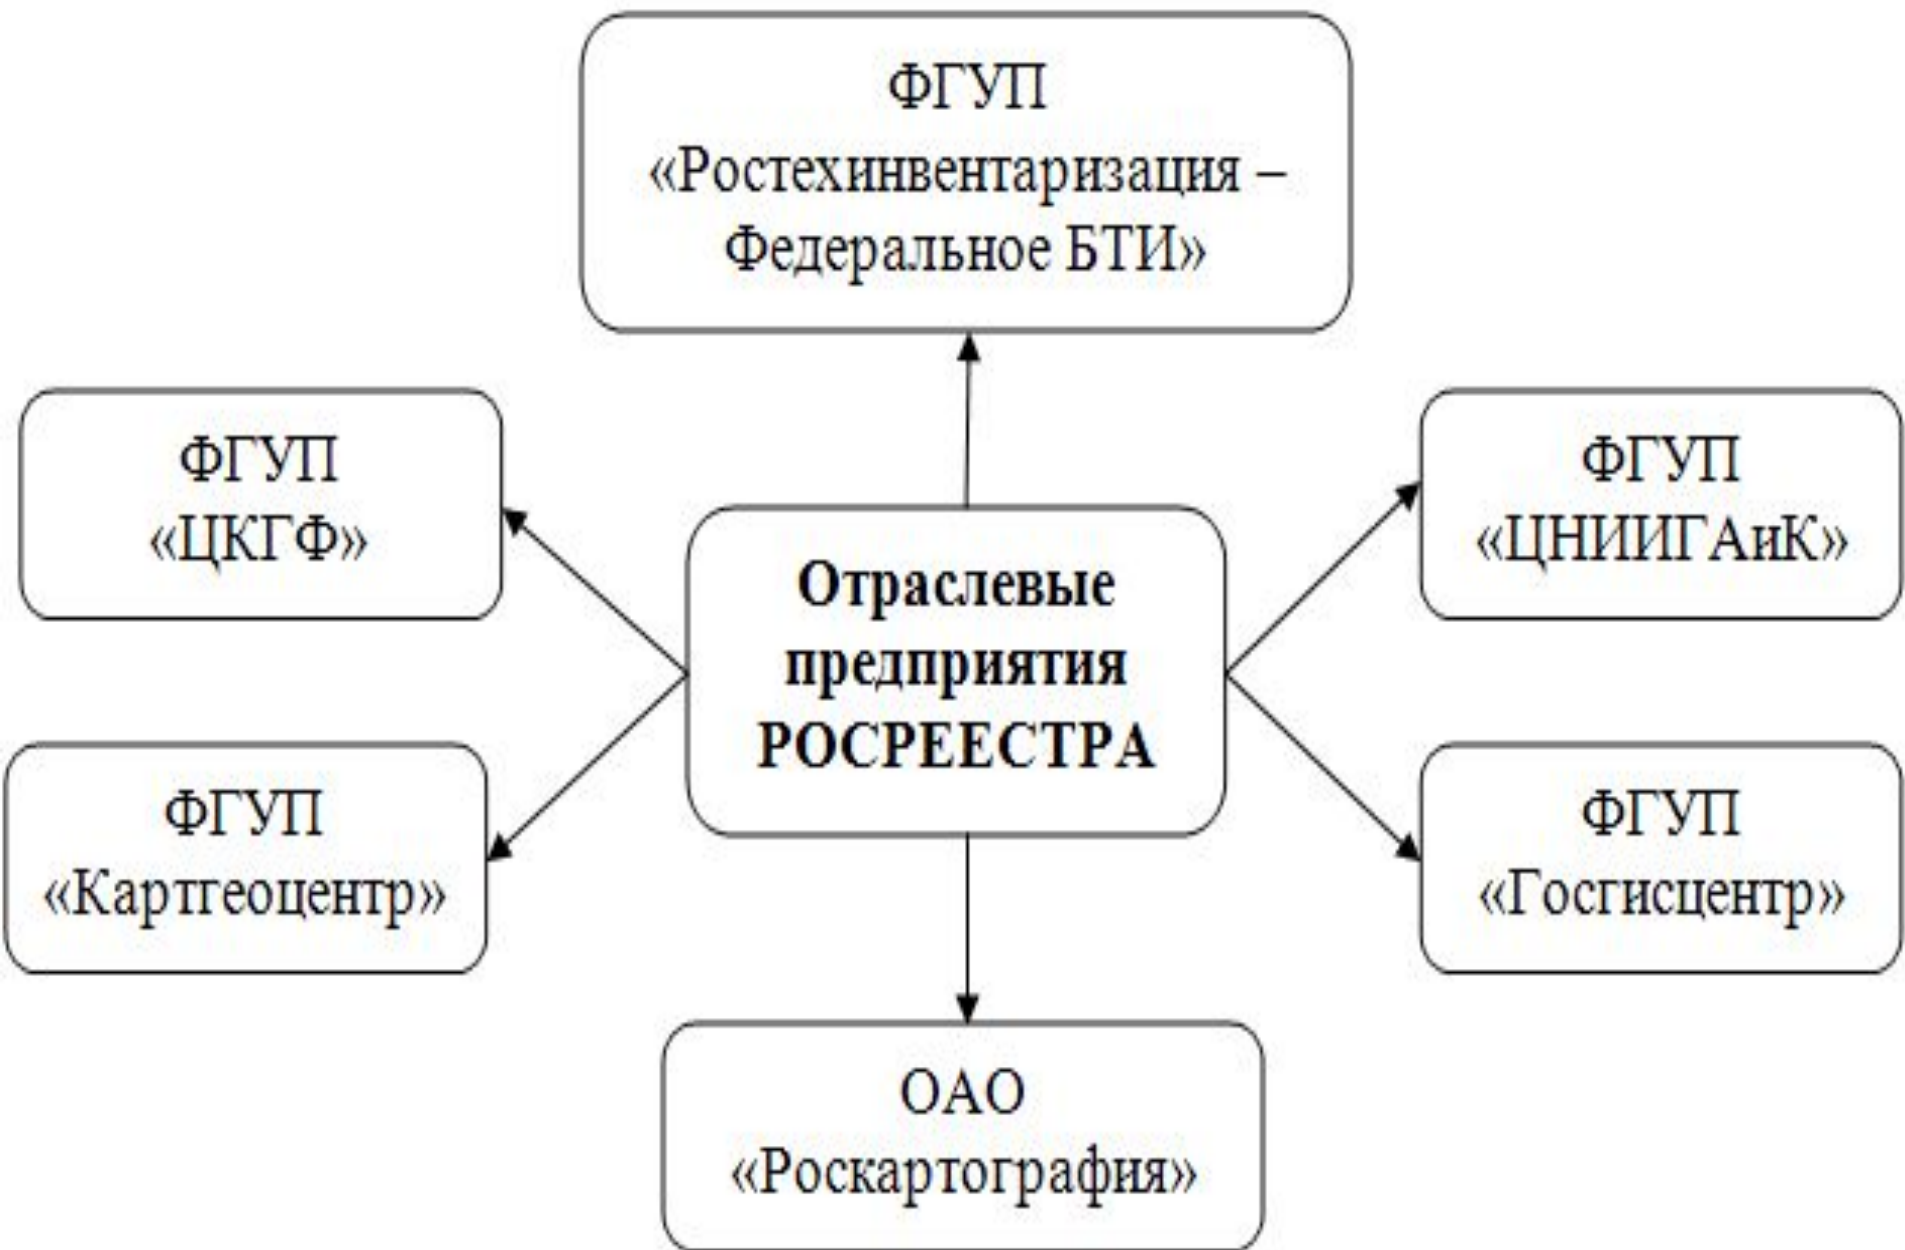 ФГУП
«Ростехинвентаризация –
Федеральное БТИ»
ФГУП
«ЦКГФ»
ФГУП
«ЦНИИГАиК»
Отраслевые
предприятия
РОСРЕЕСТРА
ФГУП
«Картгеоцентр»
ФГУП
«Госгисцентр»
ОАО
«Роскартография»